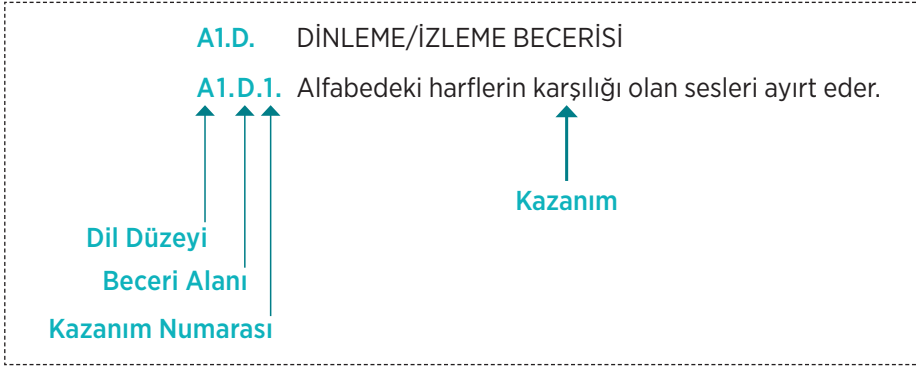 A1.D. DİNLEME/İZLEME BECERİSİ
A1.D.1. Alfabedeki harflerin karşılığı olan sesleri ayırt eder.
Kazanım
Dil Düzeyi
Beceri Alanı
Kazanım Numarası